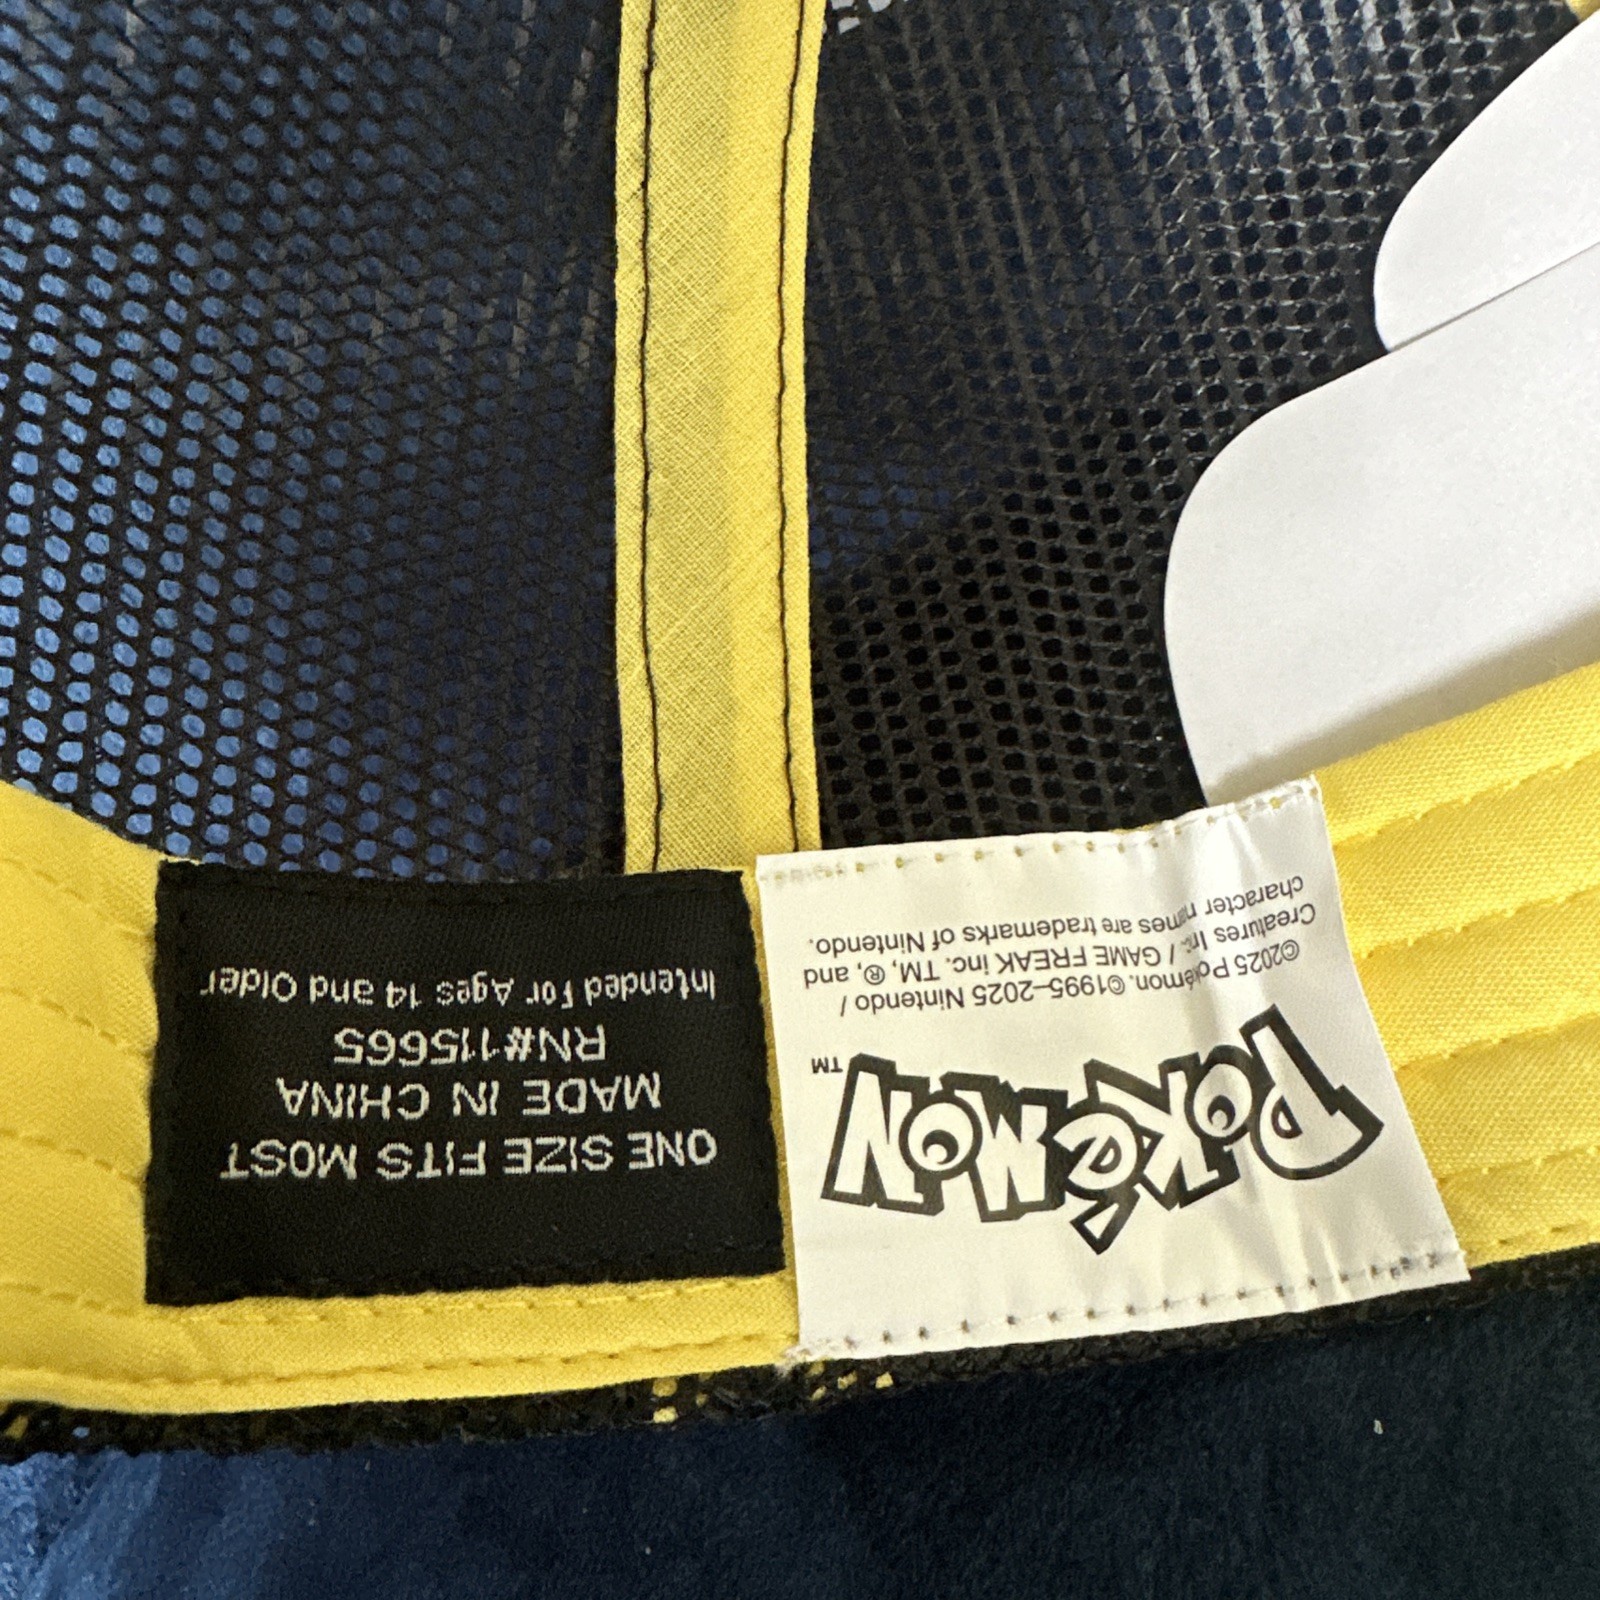 ONE SIZE FITS MOST
MADE IN CHINA
RN#115665
Intended For Ages 14 and Older
POKéMON
TM
©2025 Pokémon. ©1995–2025 Nintendo /
Creatures Inc. / GAME FREAK inc. TM, ®, and
character names are trademarks of Nintendo.